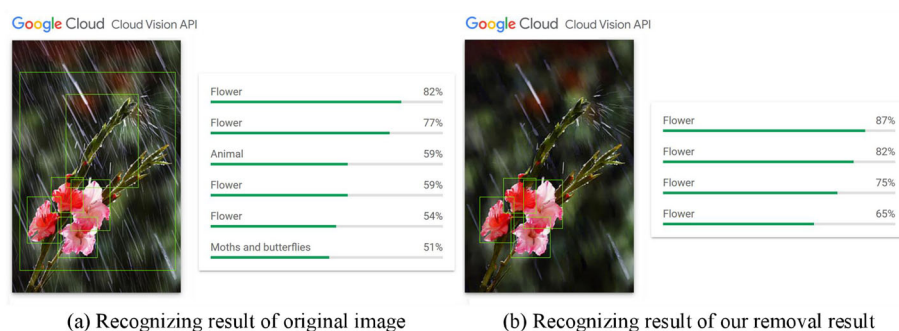 Google Cloud Cloud Vision API
Flower 82%
Flower 77%
Animal 59%
Flower 59%
Flower 54%
Moths and butterflies 51%
(a) Recognizing result of original image
Google Cloud Cloud Vision API
Flower 87%
Flower 82%
Flower 75%
Flower 65%
(b) Recognizing result of our removal result